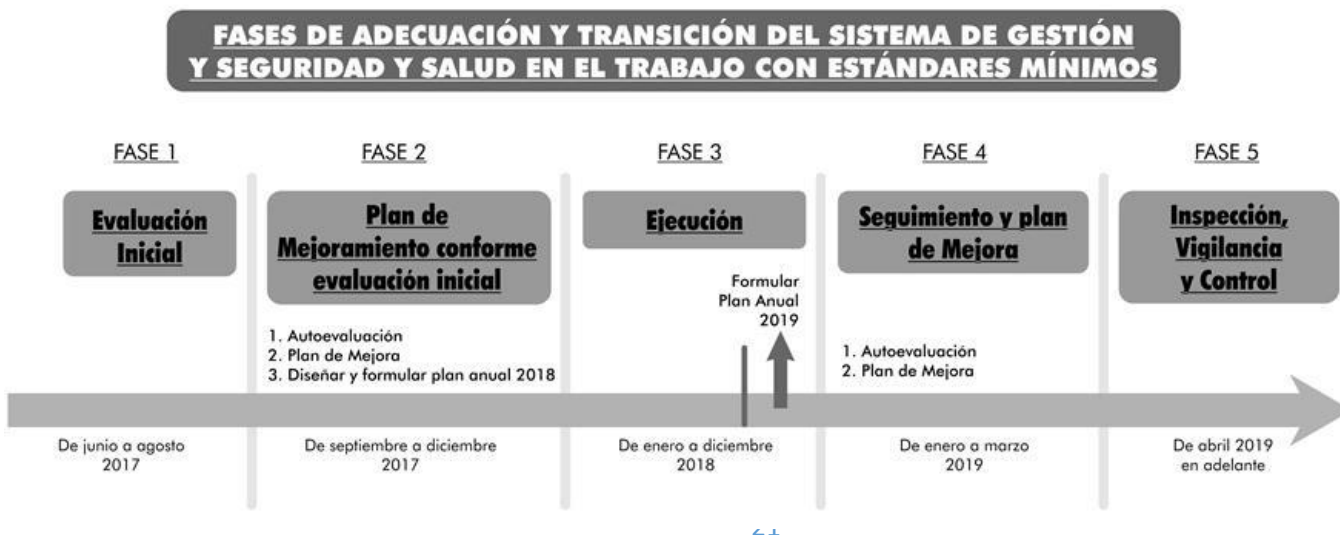 FASES DE ADECUACIÓN Y TRANSICIÓN DEL SISTEMA DE GESTIÓN
Y SEGURIDAD Y SALUD EN EL TRABAJO CON ESTÁNDARES MÍNIMOS
FASE 1
Evaluación
Inicial
De junio a agosto
2017
FASE 2
Plan de
Mejoramiento conforme
evaluación inicial
1. Autoevaluación
2. Plan de Mejora
3. Diseñar y formular plan anual 2018
De septiembre a diciembre
2017
FASE 3
Ejecución
Formular
Plan Anual
2019
De enero a diciembre
2018
FASE 4
Seguimiento y plan
de Mejora
1. Autoevaluación
2. Plan de Mejora
De enero a marzo
2019
FASE 5
Inspección,
Vigilancia
y Control
De abril 2019
en adelante